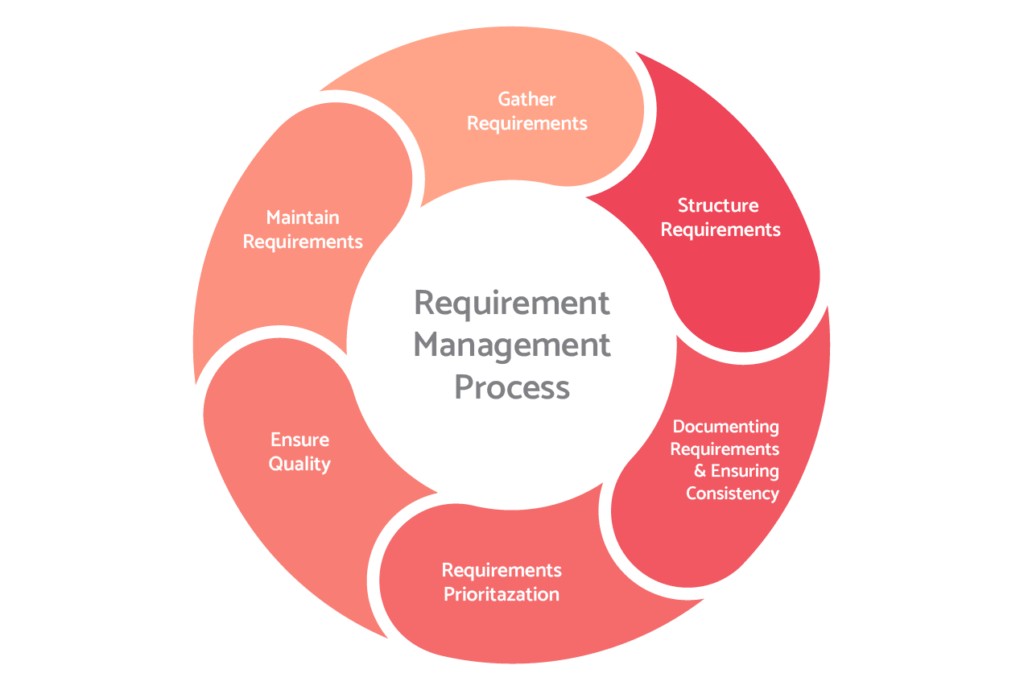 Gather
Requirements
Structure
Requirements
Documenting
Requirements
& Ensuring
Consistency
Requirements
Prioritazation
Ensure
Quality
Maintain
Requirements
Requirement
Management
Process